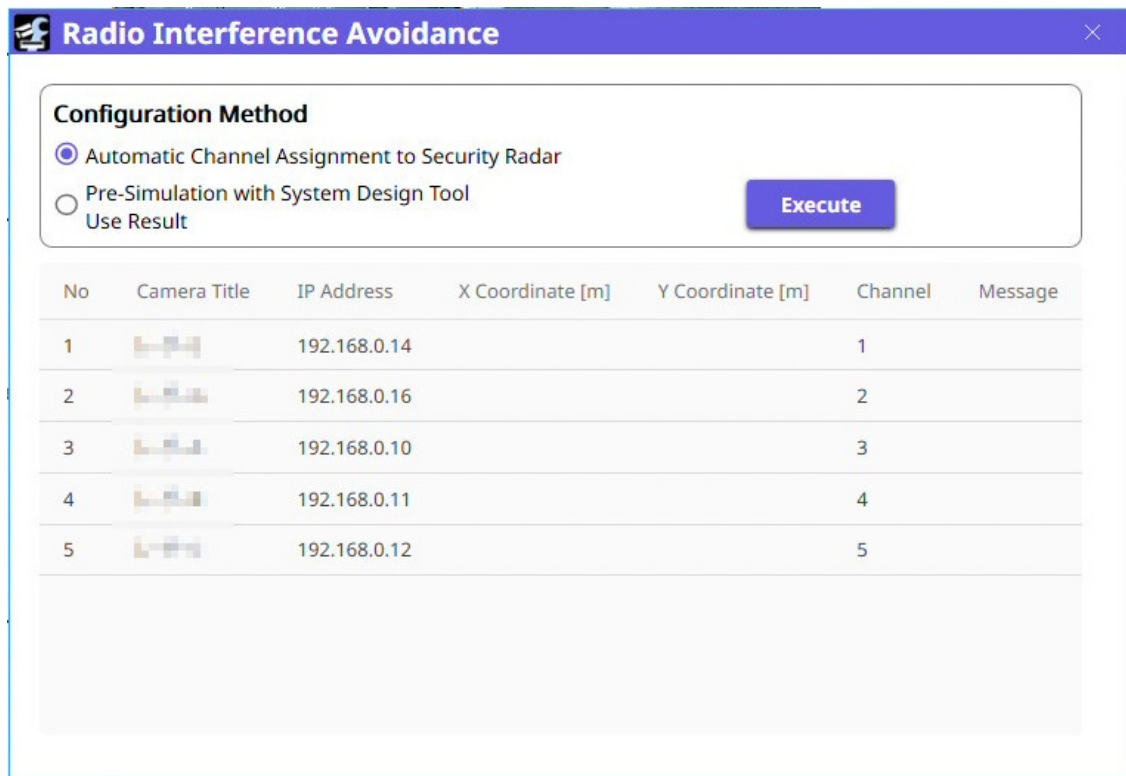 Radio Interference Avoidance
Configuration Method
Automatic Channel Assignment to Security Radar
Pre-Simulation with System Design Tool
Use Result
Execute
No Camera Title IP Address X Coordinate [m] Y Coordinate [m] Channel Message
1 192.168.0.14 1
2 192.168.0.16 2
3 192.168.0.10 3
4 192.168.0.11 4
5 192.168.0.12 5